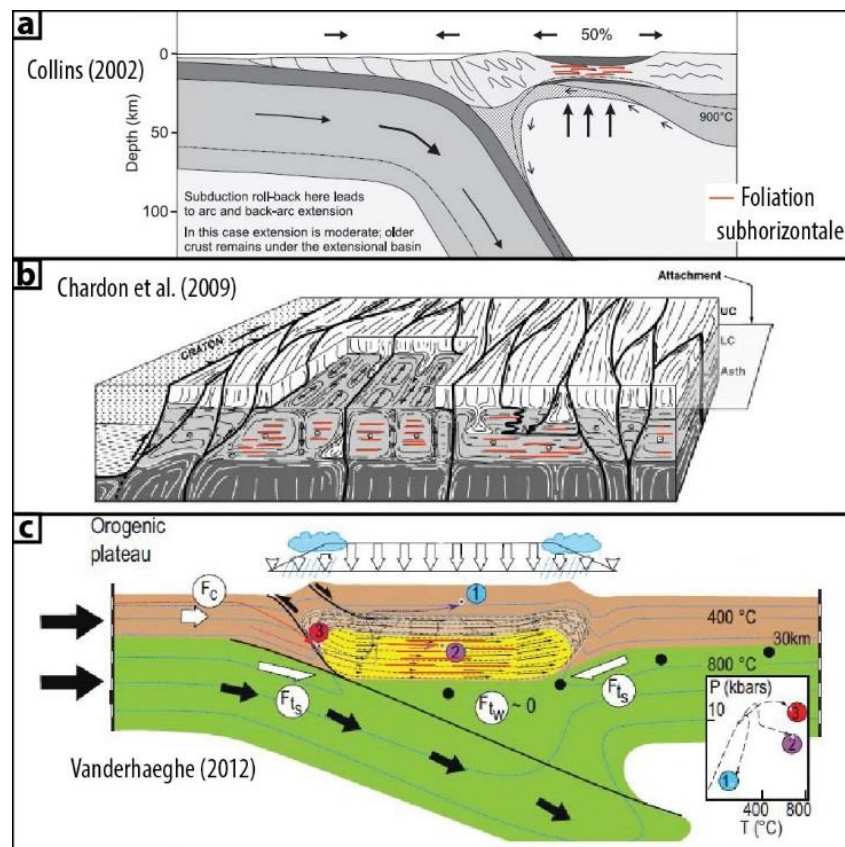 a
50%
Collins (2002)
0
50
100
Depth (km)
900°C
Subduction roll-back here leads
to arc and back-arc extension
In this case extension is moderate; older
crust remains under the extensional basin
Foliation
subhorizontale
b
Chardon et al. (2009)
Attachment
CRATON
UC
LC
Asth
c
Orogenic
plateau
Fc
1
400 °C
3
30km
2
800 °C
Fts
Ftw ~ 0
Fts
P (kbars)
10
3
2
1
400 800
T (°C)
Vanderhaeghe (2012)